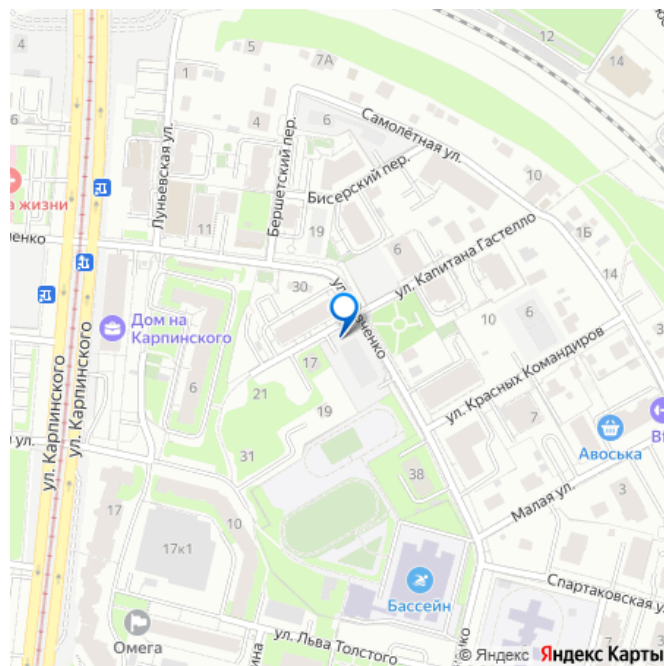 4
5
7А
12
14
1
4
6
Самолётная ул.
6
Луньевская ул.
Бершетский пер.
Бисерский пер.
10
а жизни
11
19
6
ул. Капитана Гастелло
1Б
ченко
30
14
10
6
Дом на
Карпинского
ул. Карпинского
ул. Карпинского
6
17
21
19
31
ул. Красных Командиров
7
Авоська
38
Малая ул.
3
ул.
17
10
17к1
Бассейн
Спартаковская ул.
Омега
ул. Льва Толстого
7
© Яндекс Яндекс Карты